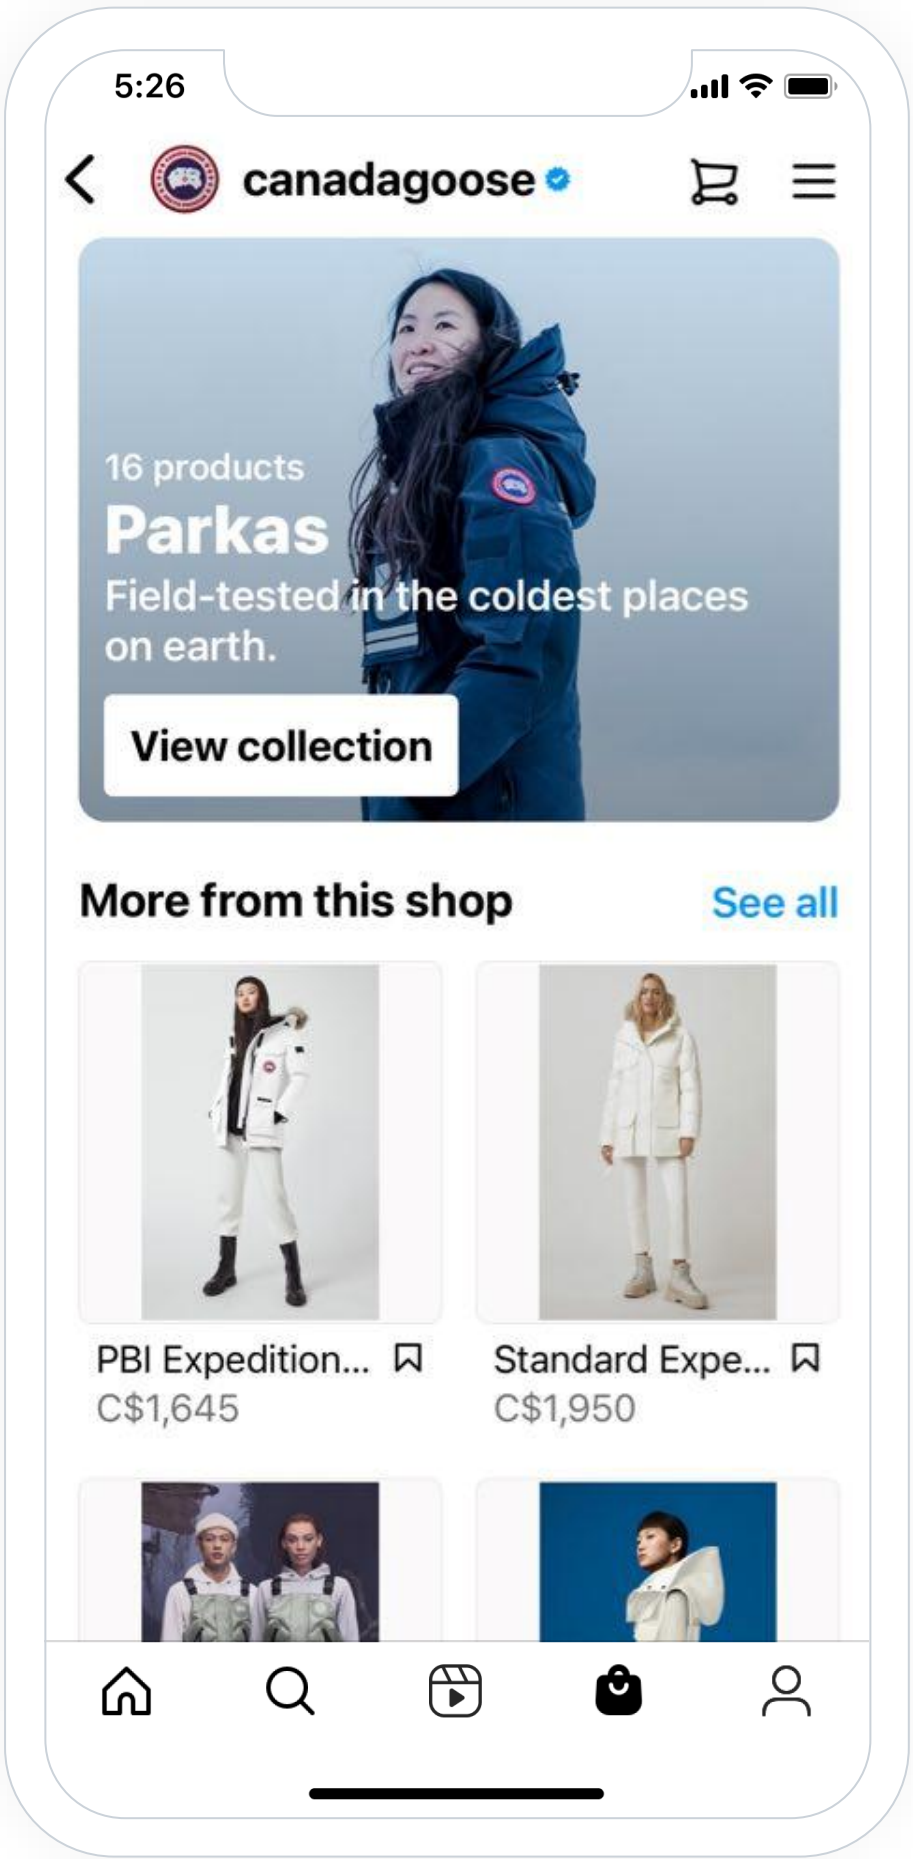 5:26
canadagoose
16 products
Parkas
Field-tested in the coldest places
on earth.
View collection
More from this shop
See all
PBI Expedition...
Standard Expe...
C$1,645
C$1,950